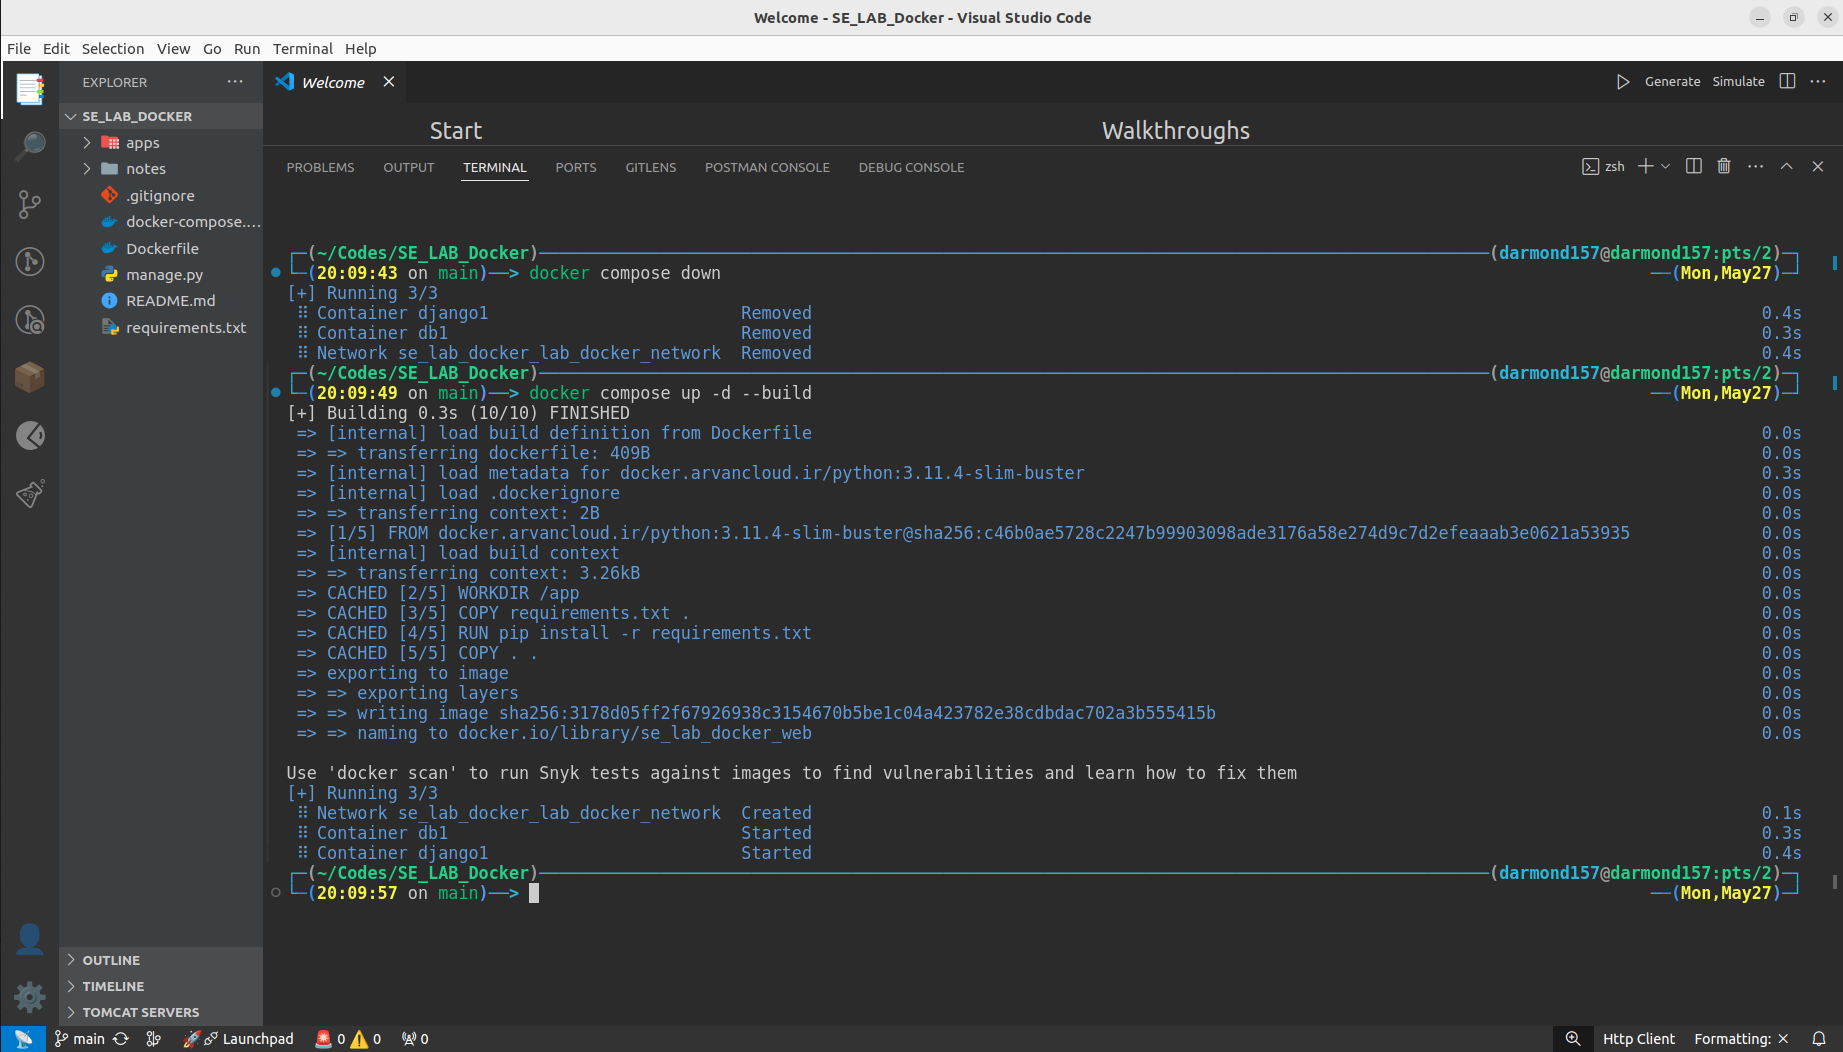 Welcome - SE_LAB_Docker - Visual Studio Code
File Edit Selection View Go Run Terminal Help
EXPLORER
Welcome
Generate Simulate
SE_LAB_DOCKER
apps
notes
.gitignore
docker-compose....
Dockerfile
manage.py
README.md
requirements.txt
Start
Walkthroughs
PROBLEMS OUTPUT TERMINAL PORTS GITLENS POSTMAN CONSOLE DEBUG CONSOLE
zsh
(~/Codes/SE_LAB_Docker) (darmond157@darmond157:pts/2)
(20:09:43 on main)──> docker compose down (Mon,May27)
[+] Running 3/3
⠿ Container django1 Removed 0.4s
⠿ Container db1 Removed 0.3s
⠿ Network se_lab_docker_lab_docker_network Removed 0.4s
(~/Codes/SE_LAB_Docker) (darmond157@darmond157:pts/2)
(20:09:49 on main)──> docker compose up -d --build (Mon,May27)
[+] Building 0.3s (10/10) FINISHED
=> [internal] load build definition from Dockerfile 0.0s
=> => transferring dockerfile: 409B 0.0s
=> [internal] load metadata for docker.arvancloud.ir/python:3.11.4-slim-buster 0.3s
=> [internal] load .dockerignore 0.0s
=> => transferring context: 2B 0.0s
=> [1/5] FROM docker.arvancloud.ir/python:3.11.4-slim-buster@sha256:c46b0ae5728c2247b99903098ade3176a58e274d9c7d2efeaaab3e0621a53935 0.0s
=> [internal] load build context 0.0s
=> => transferring context: 3.26kB 0.0s
=> CACHED [2/5] WORKDIR /app 0.0s
=> CACHED [3/5] COPY requirements.txt . 0.0s
=> CACHED [4/5] RUN pip install -r requirements.txt 0.0s
=> CACHED [5/5] COPY . . 0.0s
=> exporting to image 0.0s
=> => exporting layers 0.0s
=> => writing image sha256:3178d05ff2f67926938c3154670b5be1c04a423782e38cdbdac702a3b555415b 0.0s
=> => naming to docker.io/library/se_lab_docker_web 0.0s
Use 'docker scan' to run Snyk tests against images to find vulnerabilities and learn how to fix them
[+] Running 3/3
⠿ Network se_lab_docker_lab_docker_network Created 0.1s
⠿ Container db1 Started 0.3s
⠿ Container django1 Started 0.4s
(~/Codes/SE_LAB_Docker) (darmond157@darmond157:pts/2)
(20:09:57 on main)──> (Mon,May27)
OUTLINE
TIMELINE
TOMCAT SERVERS
main Launchpad 0 0 0 Http Client Formatting: ×